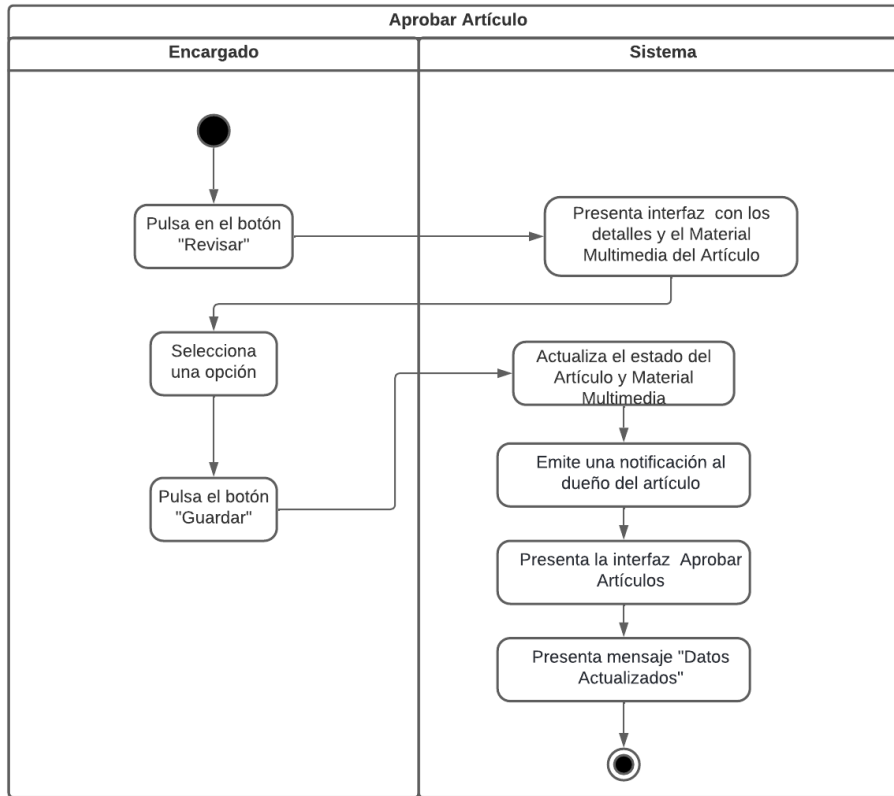 Aprobar Artículo
Encargado
Sistema
Pulsa en el botón
"Revisar"
Presenta interfaz con los
detalles y el Material
Multimedia del Artículo
Selecciona
una opción
Actualiza el estado del
Artículo y Material
Multimedia
Emite una notificación al
dueño del artículo
Pulsa el botón
"Guardar"
Presenta la interfaz Aprobar
Artículos
Presenta mensaje "Datos
Actualizados"